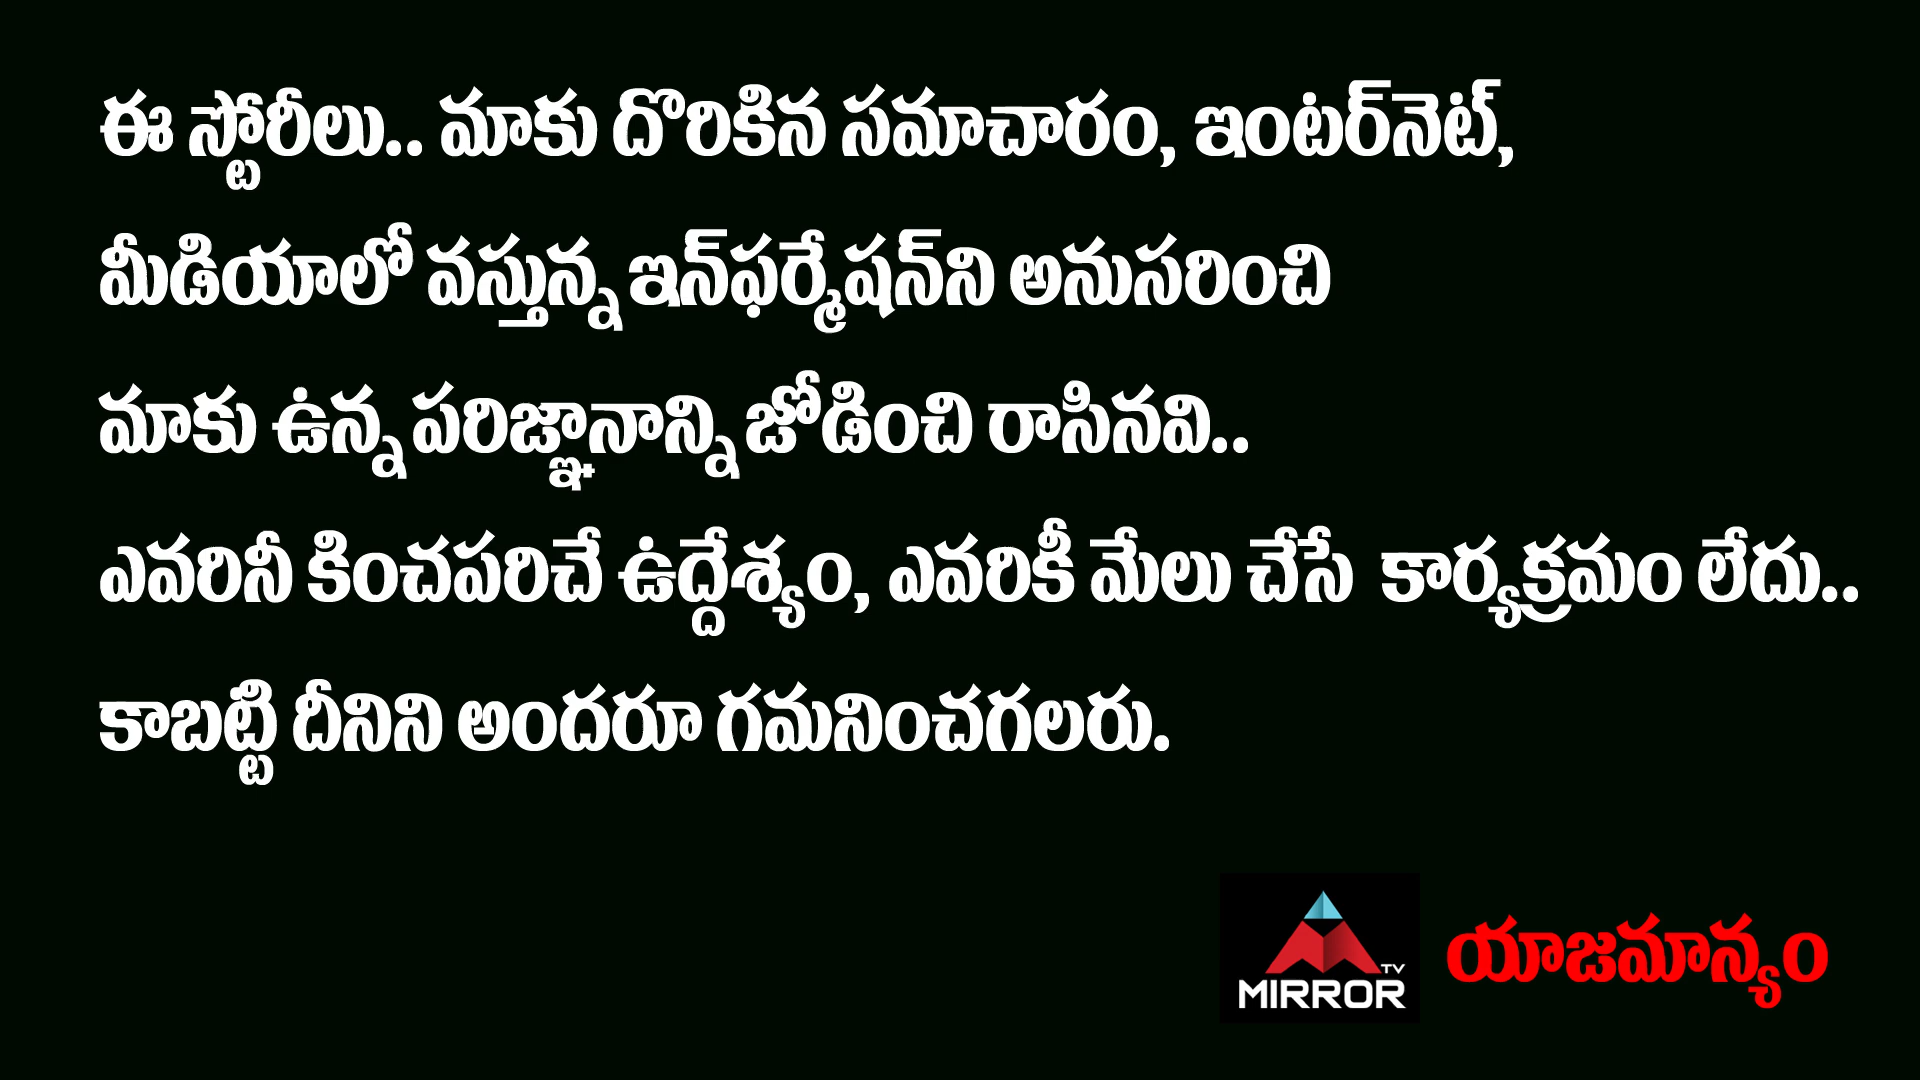 ఈ స్టోరీలు.. మాకు దొరికిన సమాచారం, ఇంటర్‌నెట్,
మీడియాలో వస్తున్న ఇన్‌ఫర్మేషన్‌ని అనుసరించి
మాకు ఉన్న పరిజ్ఞానాన్ని జోడించి రాసినవి..
ఎవరినీ కించపరిచే ఉద్దేశ్యం, ఎవరికీ మేలు చేసే కార్యక్రమం లేదు..
కాబట్టి దీనిని అందరూ గమనించగలరు.
TV
MIRROR
యాజమాన్యం